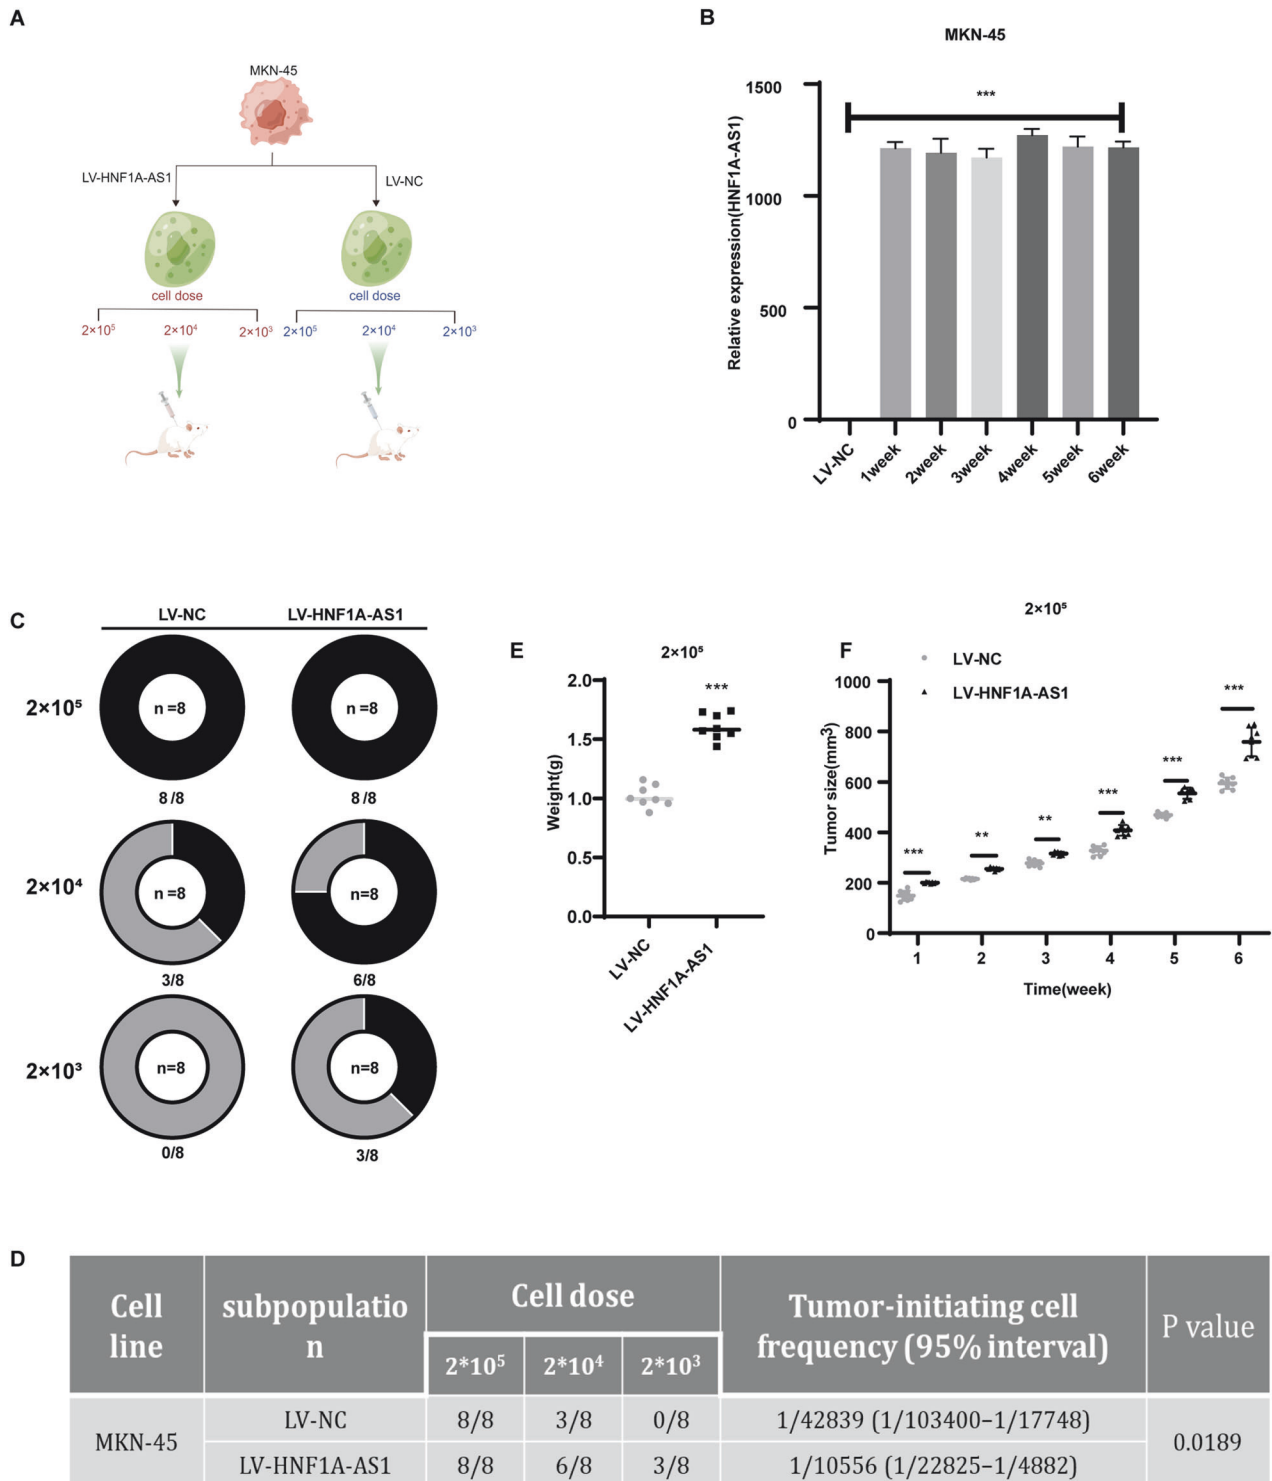 A
MKN-45
LV-HNF1A-AS1
LV-NC
cell dose
cell dose
2×10⁵ 2×10⁴ 2×10³ 2×10⁵ 2×10⁴ 2×10³
B
MKN-45
Relative expression(HNF1A-AS1)
1500
1000
500
0
***
LV-NC 1week 2week 3week 4week 5week 6week
C
LV-NC LV-HNF1A-AS1
2×10⁵
n =8 n =8
8/8 8/8
2×10⁴
n =8 n=8
3/8 6/8
2×10³
n=8 n=8
0/8 3/8
E
2×10⁵
Weight(g)
2.0
1.5
1.0
0.5
0.0
***
LV-NC LV-HNF1A-AS1
F
2×10⁵
LV-NC
LV-HNF1A-AS1
Tumor size(mm³)
1000
800
600
400
200
0
*** ** ** *** *** ***
1 2 3 4 5 6
Time(week)
D
Cell line subpopulatio n Cell dose Tumor-initiating cell frequency (95% interval) P value
2*10⁵ 2*10⁴ 2*10³
MKN-45 LV-NC 8/8 3/8 0/8 1/42839 (1/103400–1/17748) 0.0189
LV-HNF1A-AS1 8/8 6/8 3/8 1/10556 (1/22825–1/4882)